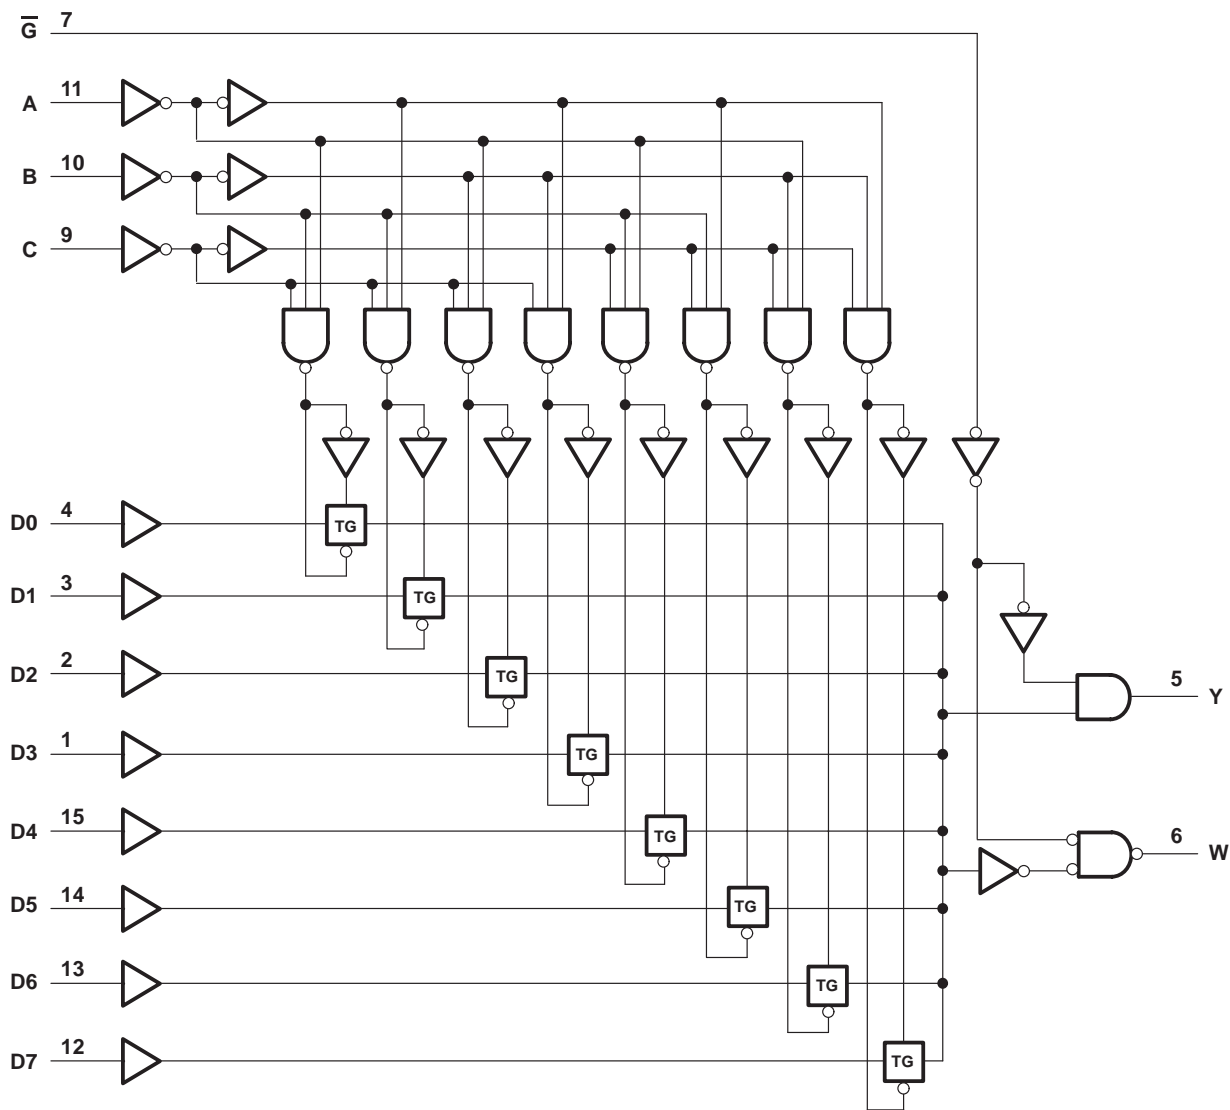 G̅ 7
A 11
B 10
C 9
D0 4 TG
D1 3 TG
D2 2 TG
5 Y
D3 1 TG
D4 15 TG
6 W
D5 14 TG
D6 13 TG
D7 12 TG